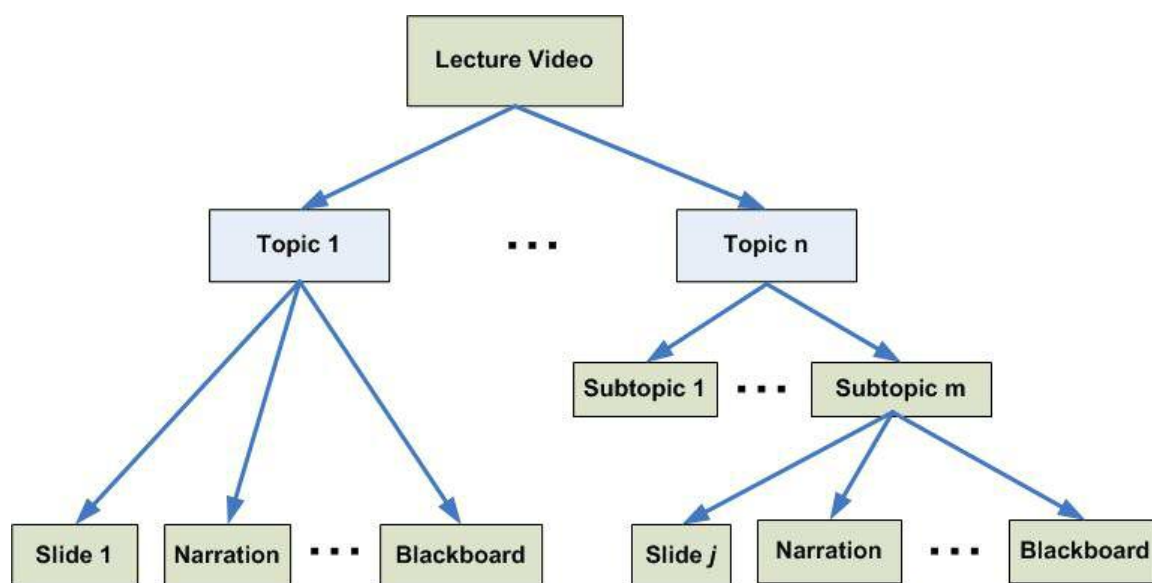 Lecture Video
Topic 1
...
Topic n
Subtopic 1
...
Subtopic m
Slide 1
Narration
...
Blackboard
Slide j
Narration
...
Blackboard